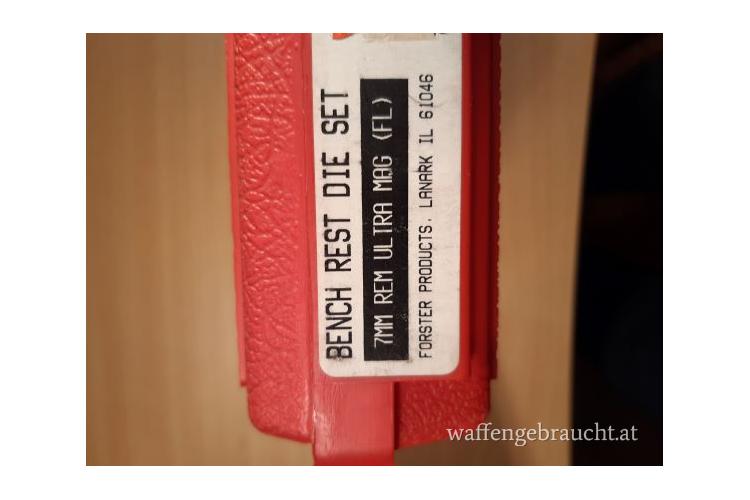 BENCH REST DIE SET
7MM REM ULTRA MAG (FL)
FORSTER PRODUCTS, LANARK IL 61046
waffengebraucht.at